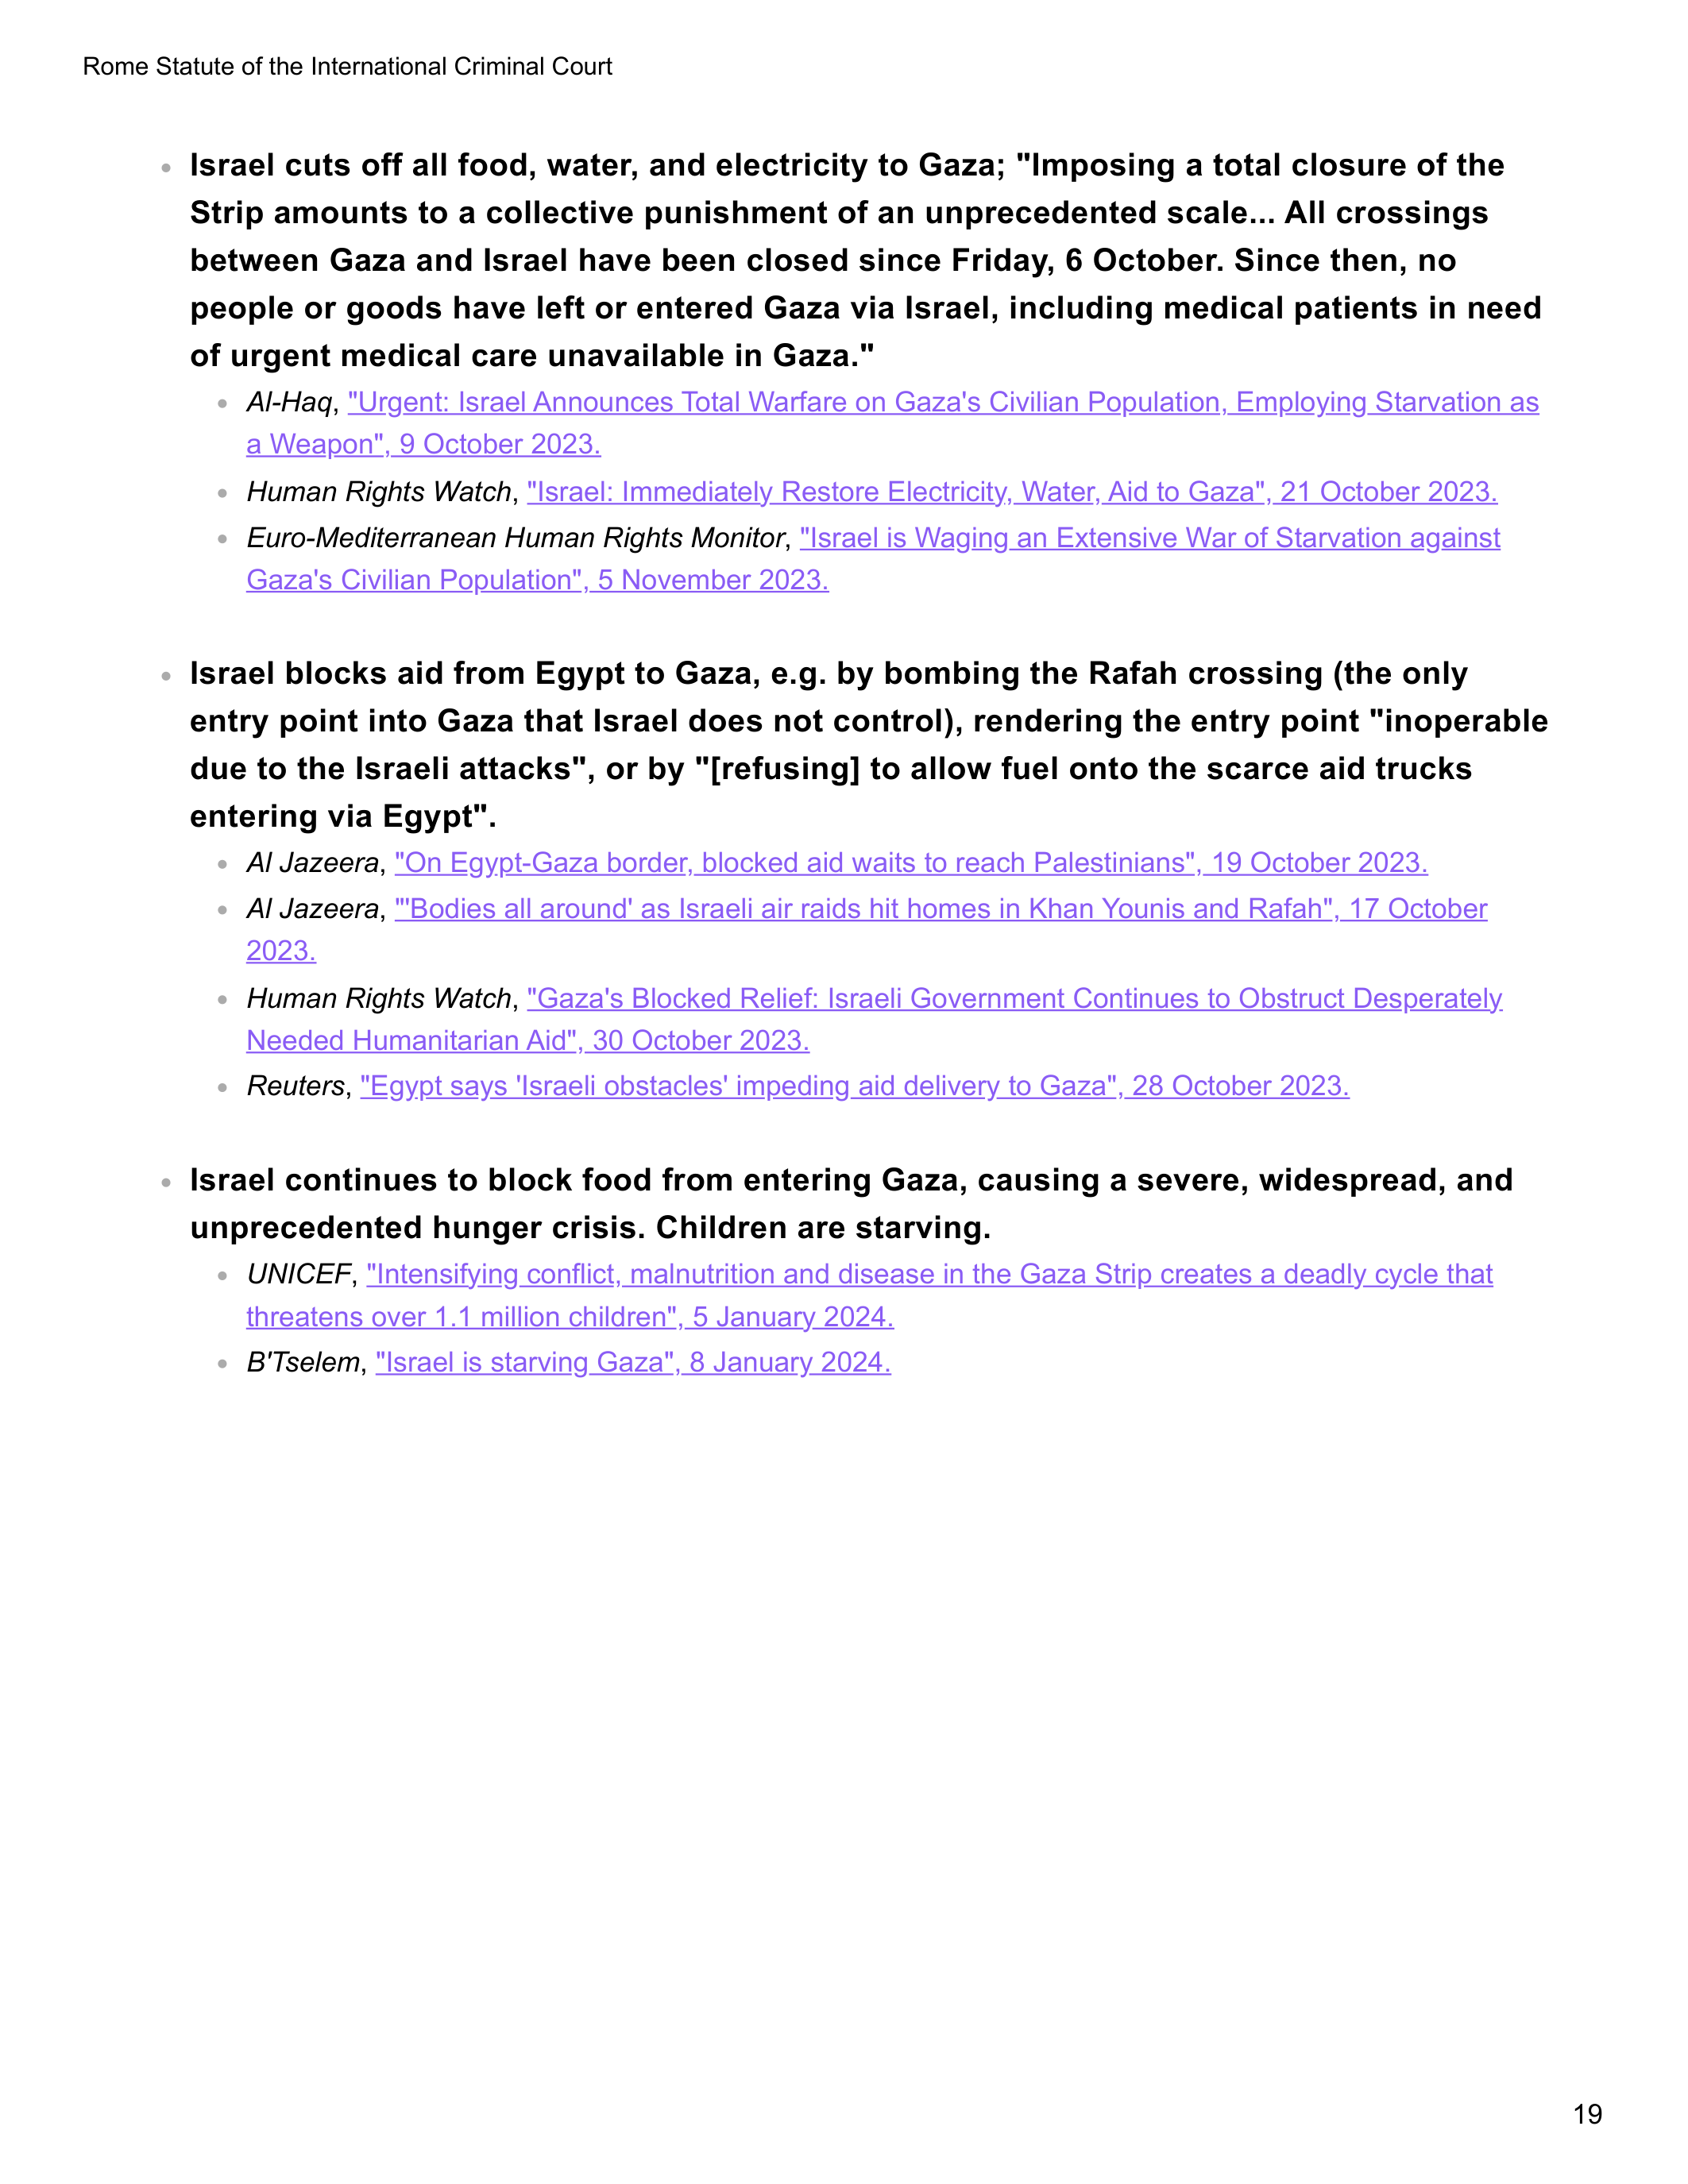 Rome Statute of the International Criminal Court
Israel cuts off all food, water, and electricity to Gaza; "Imposing a total closure of the
Strip amounts to a collective punishment of an unprecedented scale... All crossings
between Gaza and Israel have been closed since Friday, 6 October. Since then, no
people or goods have left or entered Gaza via Israel, including medical patients in need
of urgent medical care unavailable in Gaza."
Al-Haq, "Urgent: Israel Announces Total Warfare on Gaza's Civilian Population, Employing Starvation as
a Weapon", 9 October 2023.
Human Rights Watch, "Israel: Immediately Restore Electricity, Water, Aid to Gaza", 21 October 2023.
Euro-Mediterranean Human Rights Monitor, "Israel is Waging an Extensive War of Starvation against
Gaza's Civilian Population", 5 November 2023.
Israel blocks aid from Egypt to Gaza, e.g. by bombing the Rafah crossing (the only
entry point into Gaza that Israel does not control), rendering the entry point "inoperable
due to the Israeli attacks", or by "[refusing] to allow fuel onto the scarce aid trucks
entering via Egypt".
Al Jazeera, "On Egypt-Gaza border, blocked aid waits to reach Palestinians", 19 October 2023.
Al Jazeera, "'Bodies all around' as Israeli air raids hit homes in Khan Younis and Rafah", 17 October
2023.
Human Rights Watch, "Gaza's Blocked Relief: Israeli Government Continues to Obstruct Desperately
Needed Humanitarian Aid", 30 October 2023.
Reuters, "Egypt says 'Israeli obstacles' impeding aid delivery to Gaza", 28 October 2023.
Israel continues to block food from entering Gaza, causing a severe, widespread, and
unprecedented hunger crisis. Children are starving.
UNICEF, "Intensifying conflict, malnutrition and disease in the Gaza Strip creates a deadly cycle that
threatens over 1.1 million children", 5 January 2024.
B'Tselem, "Israel is starving Gaza", 8 January 2024.
19